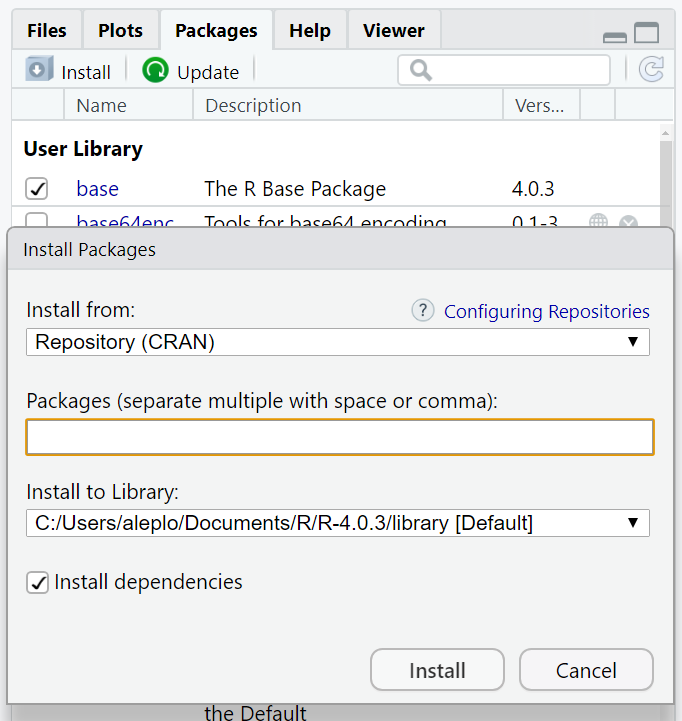 Files Plots Packages Help Viewer
Install Update
Name Description Vers...
User Library
base The R Base Package 4.0.3
base64enc Tools for base64 encoding 0.1-3
Install Packages
Install from: ? Configuring Repositories
Repository (CRAN)
Packages (separate multiple with space or comma):
Install to Library:
C:/Users/aleplo/Documents/R/R-4.0.3/library [Default]
Install dependencies
Install Cancel
the Default